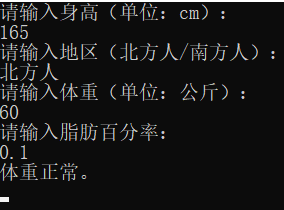 请输入身高（单位：cm）：
165
请输入地区（北方人/南方人）：
北方人
请输入体重（单位：公斤）：
60
请输入脂肪百分率：
0.1
体重正常。